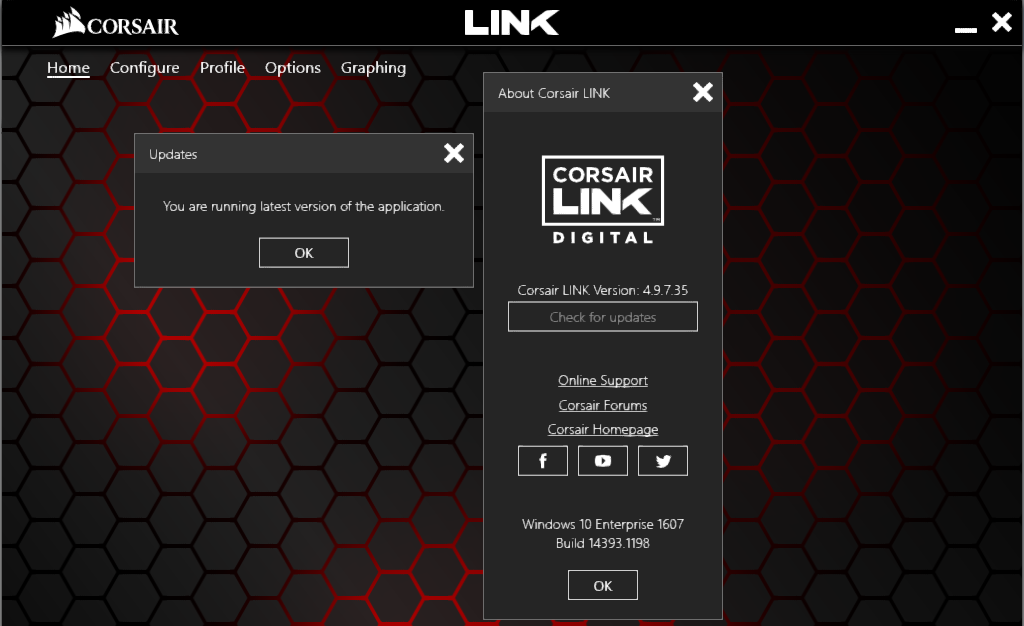 CORSAIR
LINK
Home Configure Profile Options Graphing
About Corsair LINK
Updates
You are running latest version of the application.
OK
CORSAIR
LINK™
DIGITAL
Corsair LINK Version: 4.9.7.35
Check for updates
Online Support
Corsair Forums
Corsair Homepage
Windows 10 Enterprise 1607
Build 14393.1198
OK